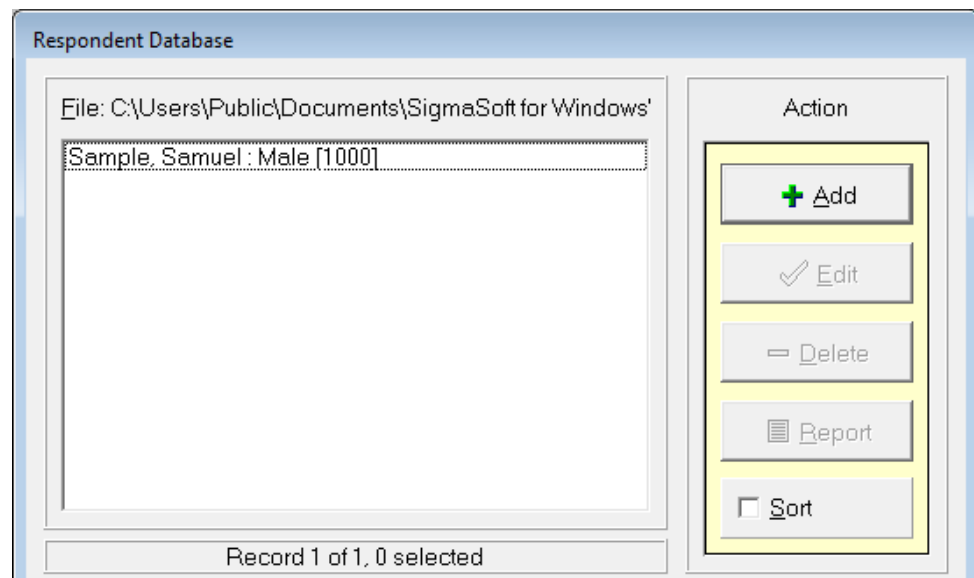 Respondent Database
File: C:\Users\Public\Documents\SigmaSoft for Windows'
Sample, Samuel : Male [1000]
Record 1 of 1, 0 selected
Action
Add
Edit
Delete
Report
Sort